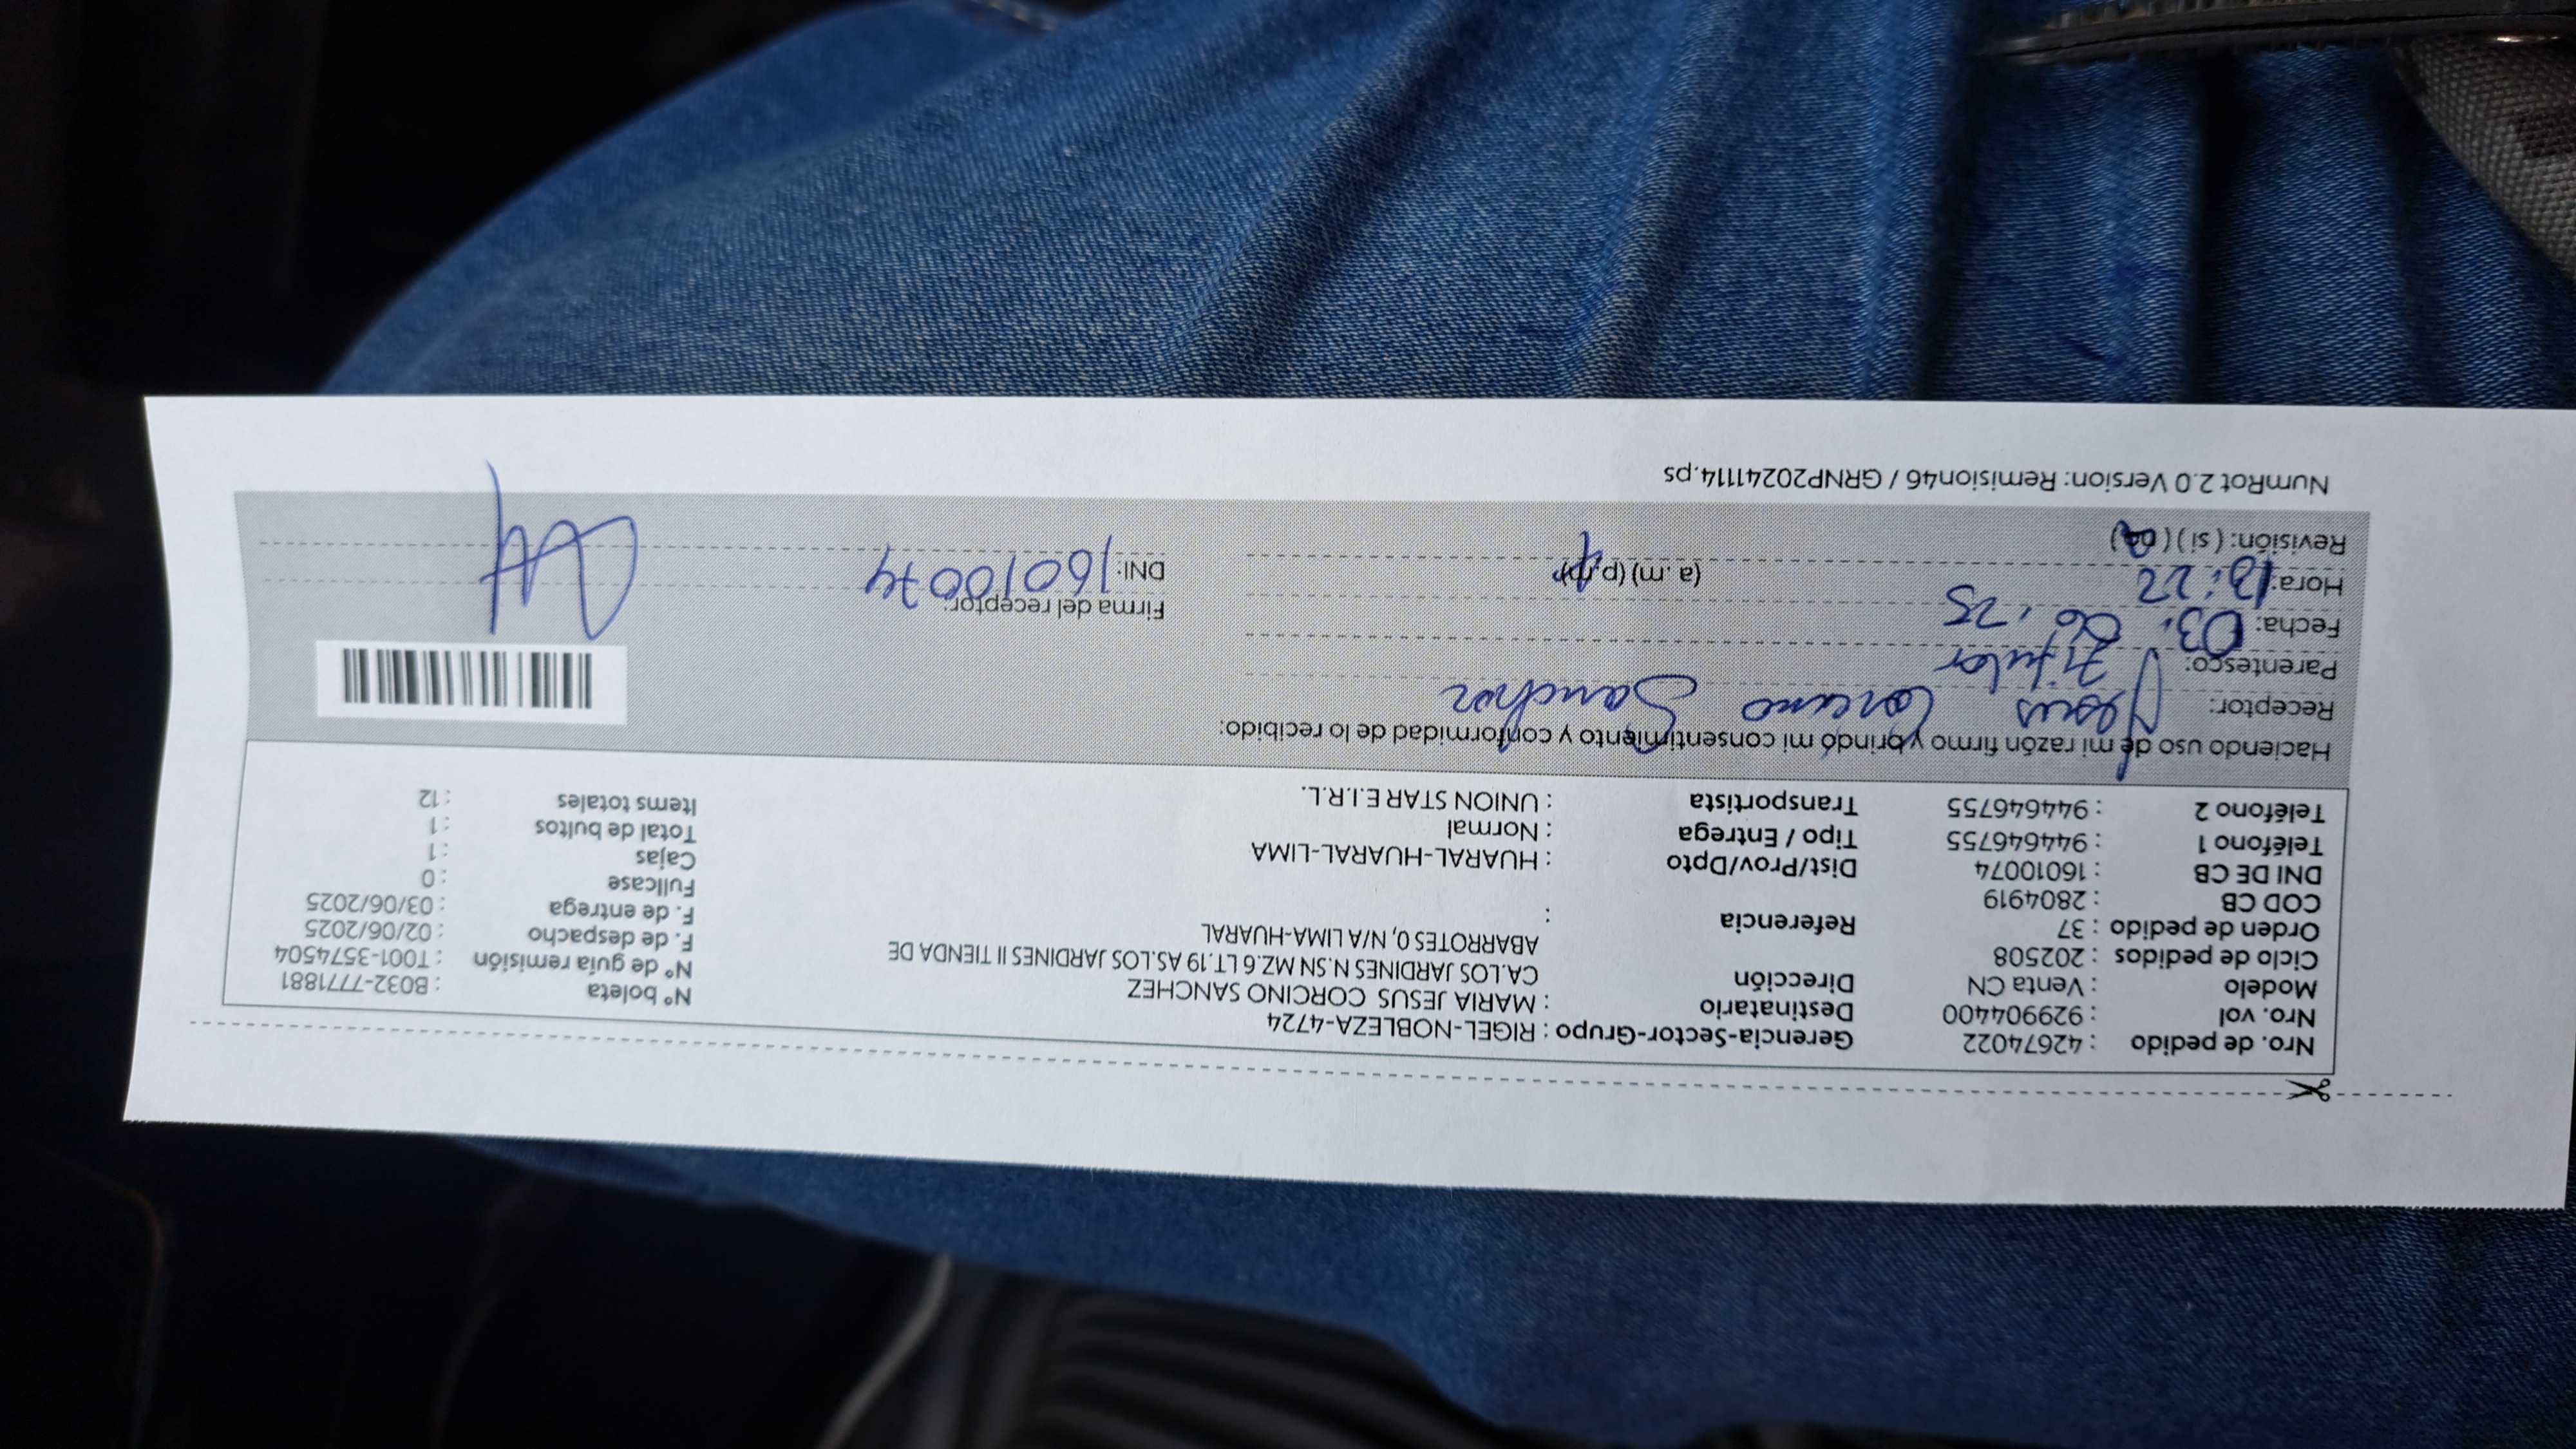 Nro. de pedido : 42674022 Gerencia-Sector-Grupo : RIGEL-NOBLEZA-4724 N° boleta : B032-7771881
Nro. vol : 929904400 Destinatario : MARIA JESUS CORCINO SANCHEZ N° de guía remisión : T001-3574504
Modelo : Venta CN Dirección CA.LOS JARDINES N.SN MZ.6 LT.19 AS.LOS JARDINES II TIENDA DE F. de despacho : 02/06/2025
Ciclo de pedidos : 202508 ABARROTES 0, N/A LIMA-HUARAL F. de entrega : 03/06/2025
Orden de pedido : 37 Referencia : Fullcase : 0
COD CB : 2804919 Cajas : 1
DNI DE CB : 16010074 Dist/Prov/Dpto : HUARAL-HUARAL-LIMA Total de bultos : 1
Teléfono 1 : 944646755 Tipo / Entrega : Normal Items totales : 12
Teléfono 2 : 944646755 Transportista : UNION STAR E.I.R.L.
Haciendo uso de mi razón firmo y brindo mi consentimiento y conformidad de lo recibido:
Receptor: Jesus Corcino Sanchez
Parentesco: Titular
Fecha: 03. 06. 25 Firma del receptor:
Hora: 13:22 (a .m) (p.m) DNI: 16010074
Revisión: ( si ) ( no )
NumRot 2.0 Version: Remision46 / GRNP20241114.ps